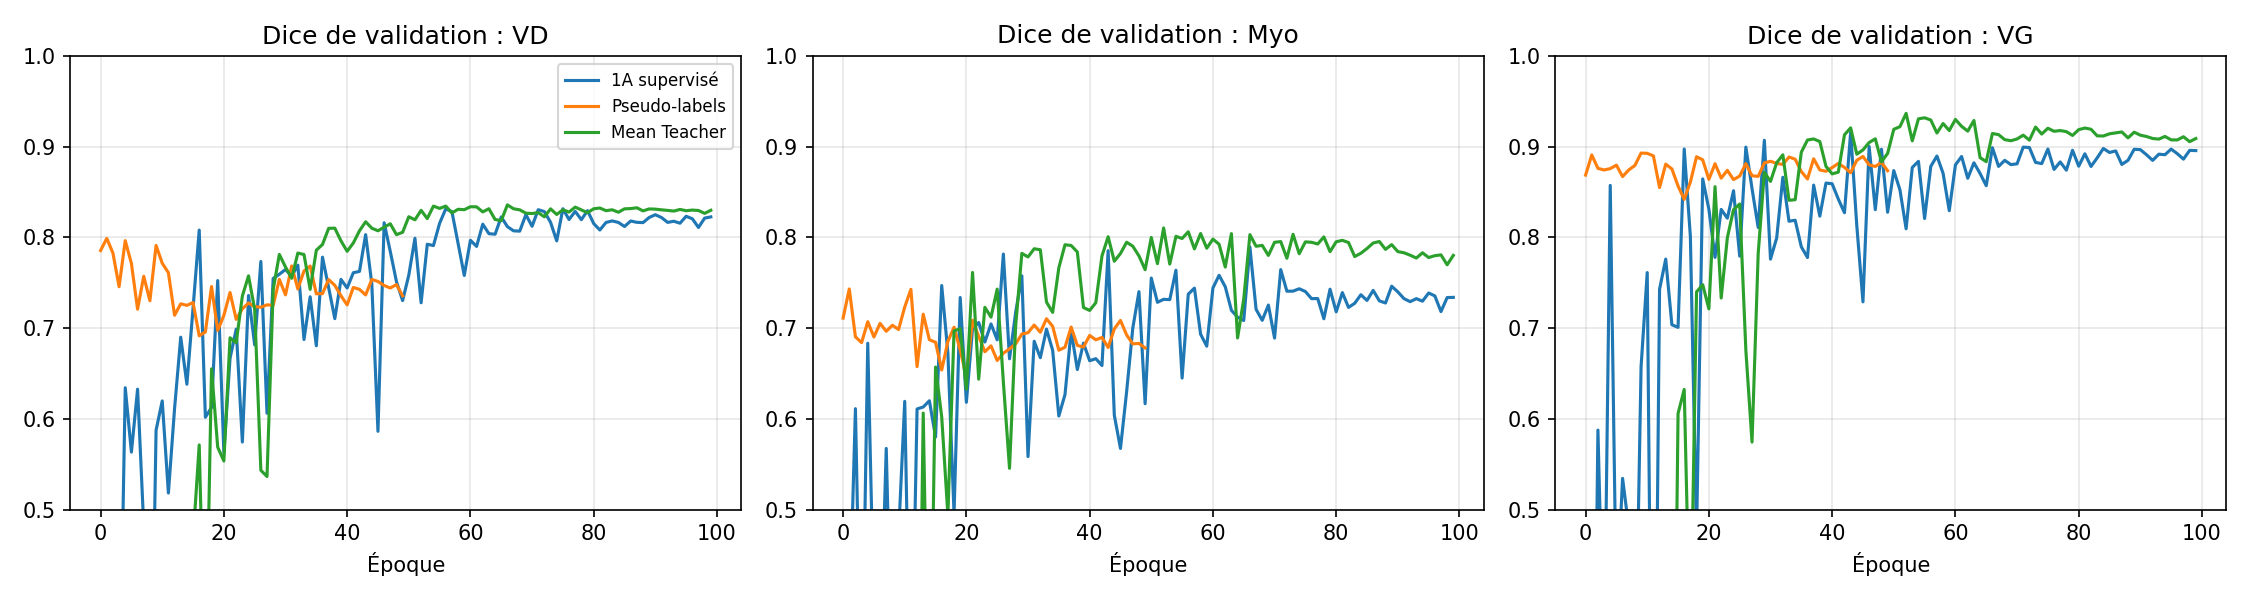 Dice de validation : VD
1.0
0.9
0.8
0.7
0.6
0.5
0 20 40 60 80 100
Époque
1A supervisé
Pseudo-labels
Mean Teacher
Dice de validation : Myo
1.0
0.9
0.8
0.7
0.6
0.5
0 20 40 60 80 100
Époque
Dice de validation : VG
1.0
0.9
0.8
0.7
0.6
0.5
0 20 40 60 80 100
Époque